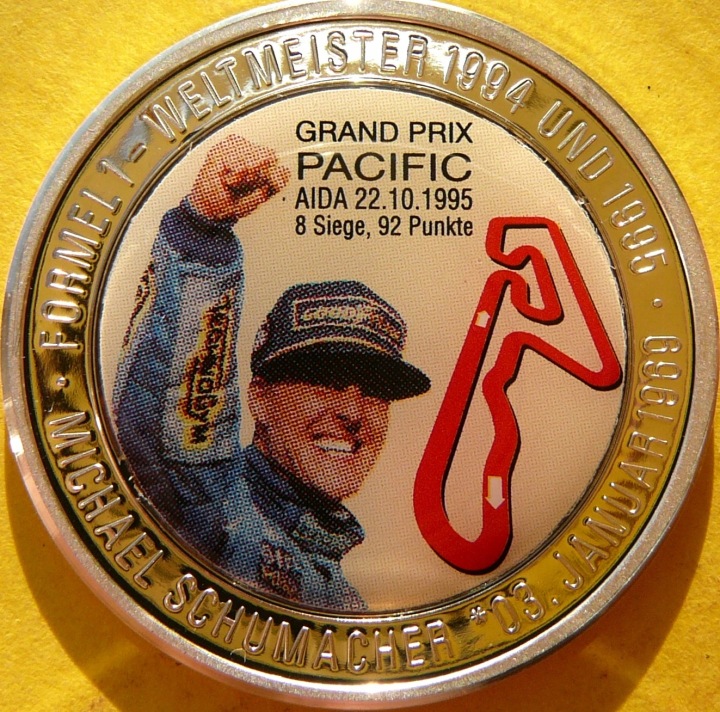 FORMEL 1 - WELTMEISTER 1994 UND 1995 ·
MICHAEL SCHUMACHER *03. JANUAR 1969 ·
GRAND PRIX
PACIFIC
AIDA 22.10.1995
8 Siege, 92 Punkte